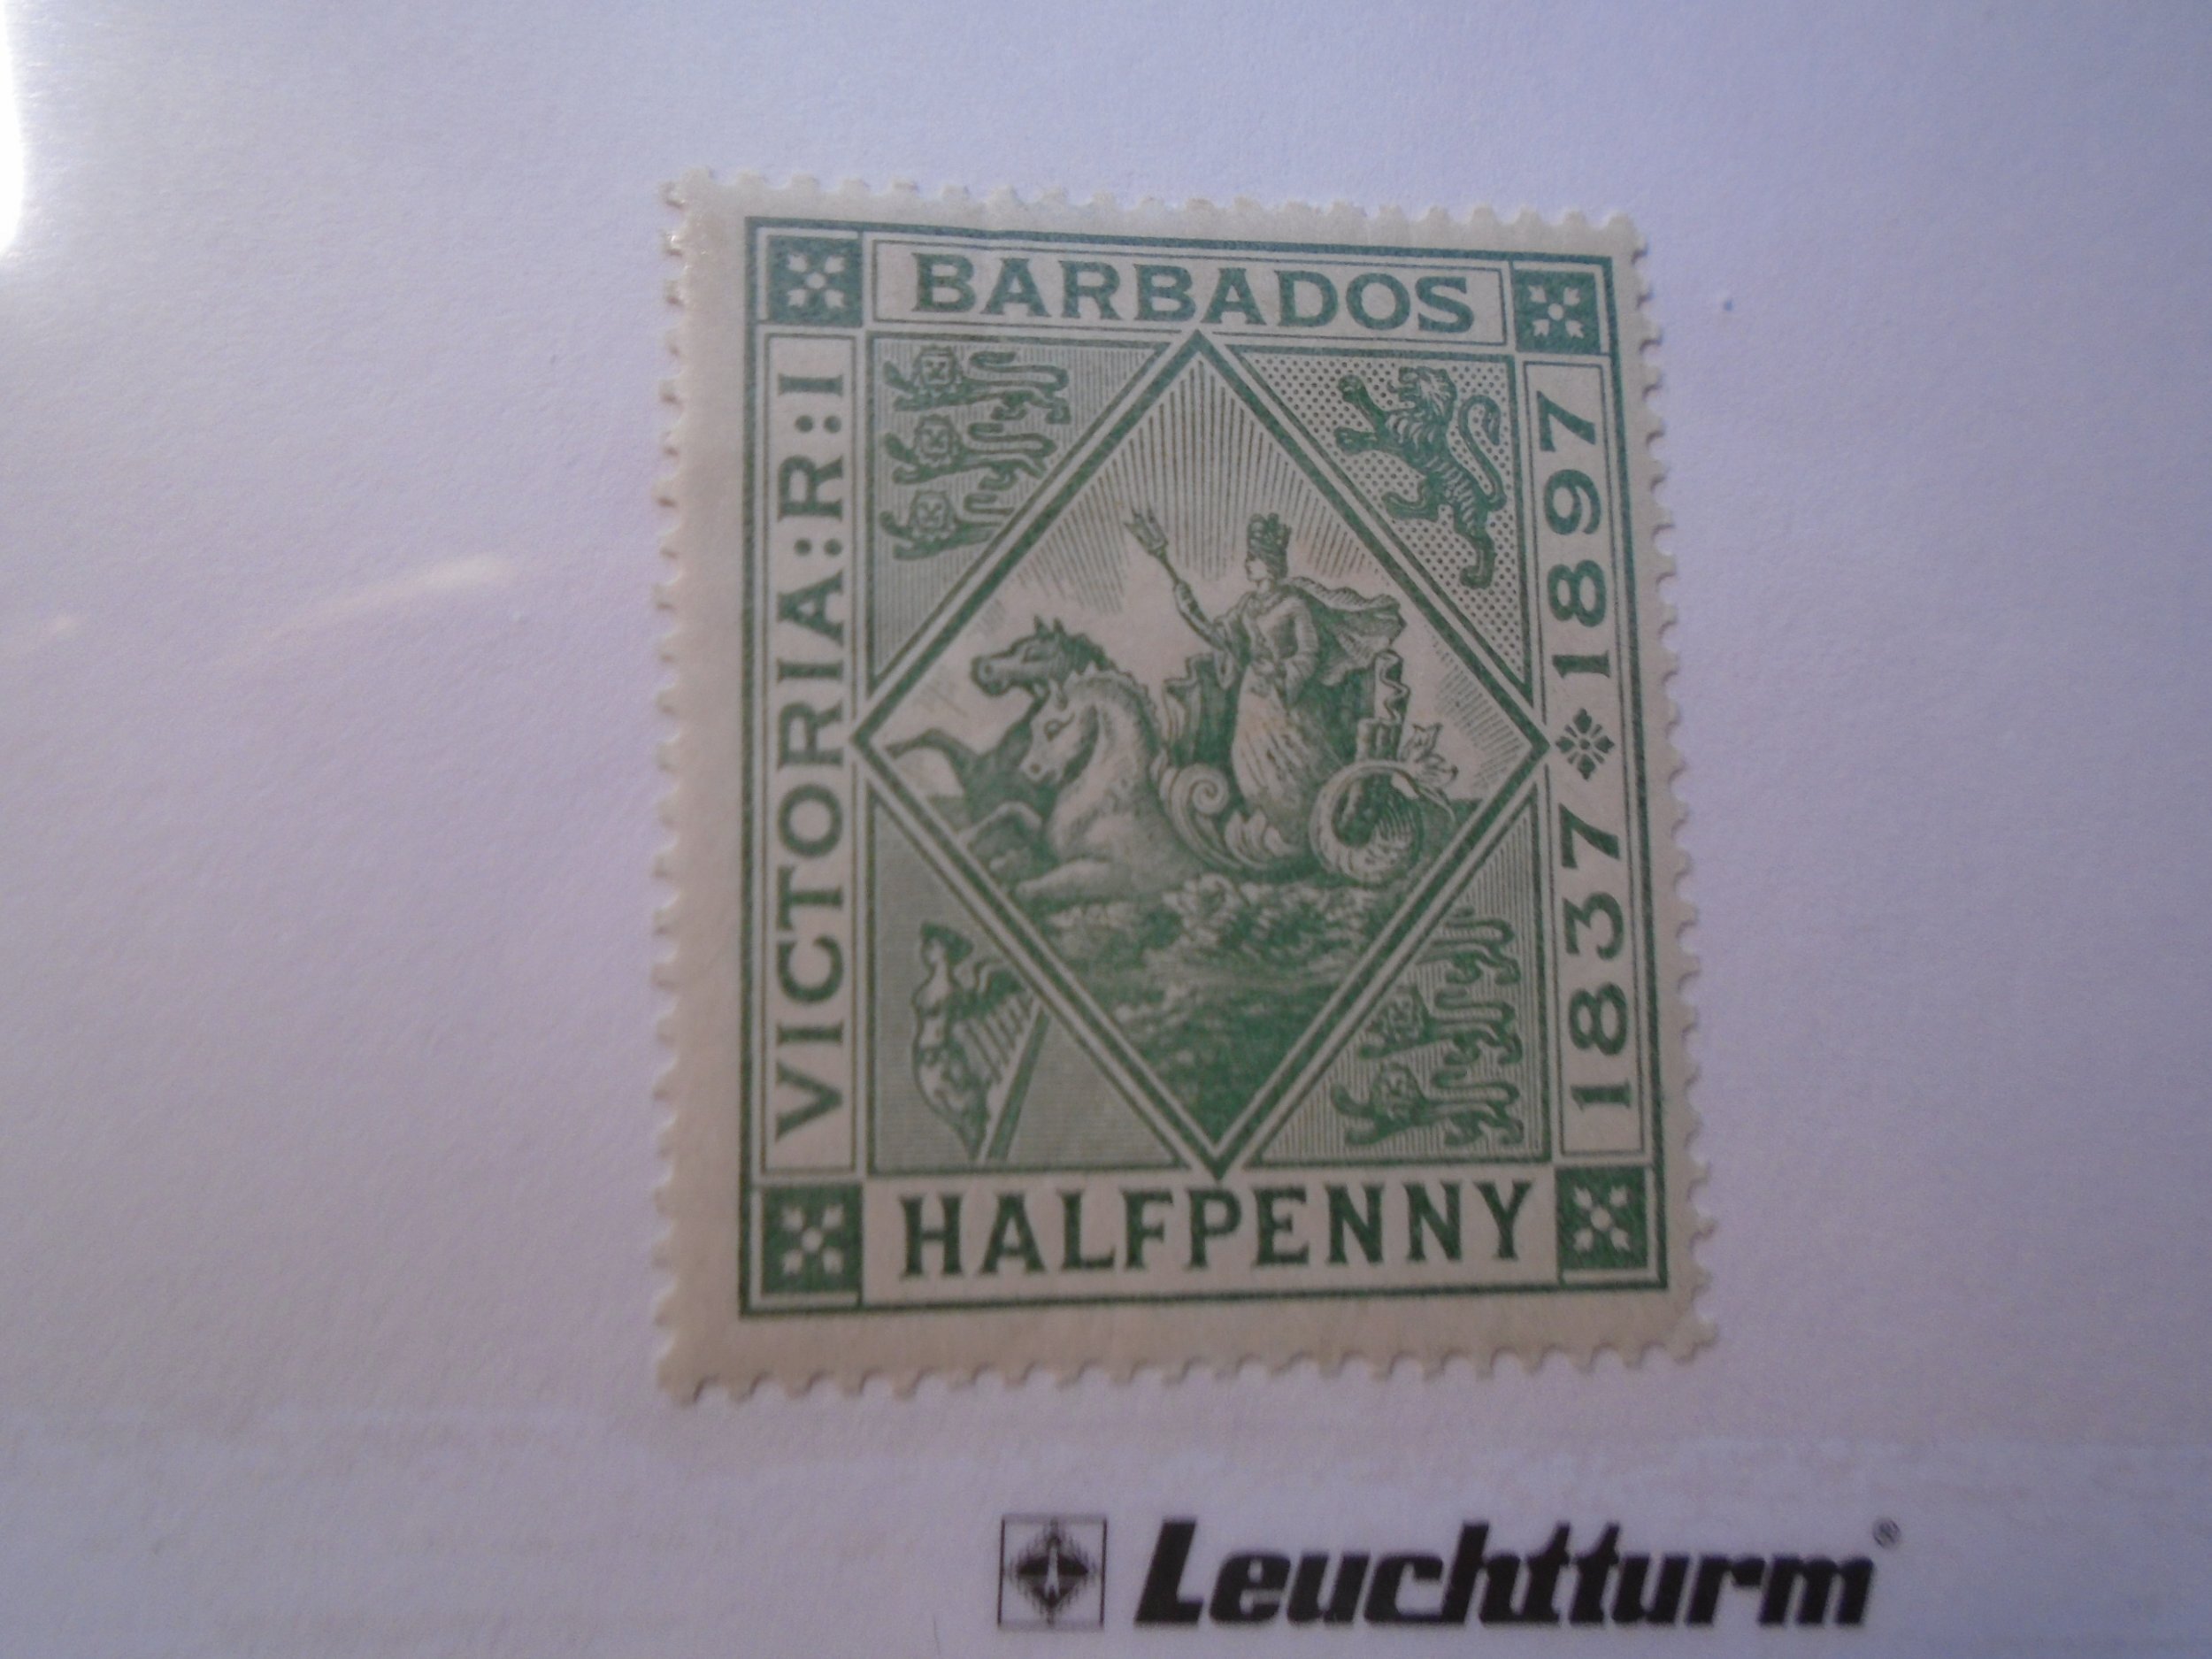 BARBADOS
VICTORIA:R:I
1837 1897
HALFPENNY
Leuchtturm®